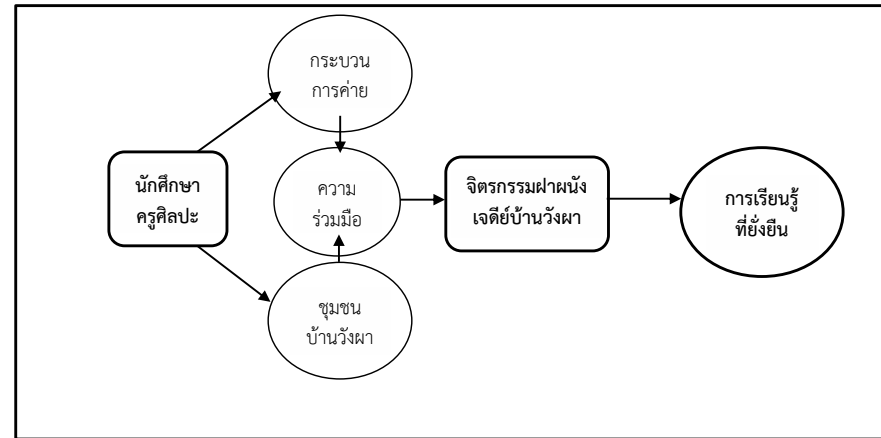 กระบวน
การค่าย
นักศึกษา
ครูศิลปะ
ความ
ร่วมมือ
จิตรกรรมฝาผนัง
เจดีย์บ้านวังผา
การเรียนรู้
ที่ยั่งยืน
ชุมชน
บ้านวังผา